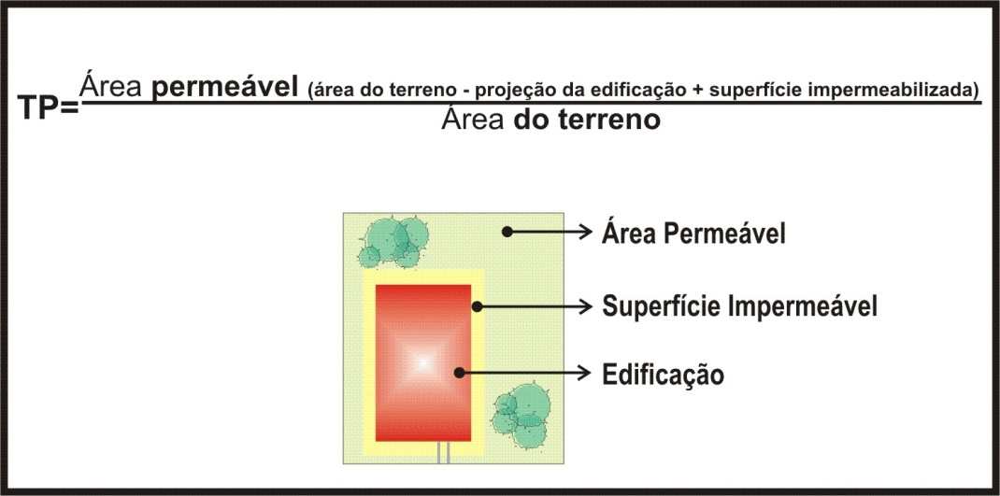 TP=
Área permeável (área do terreno - projeção da edificação + superfície impermeabilizada)
Área do terreno
Área Permeável
Superfície Impermeável
Edificação